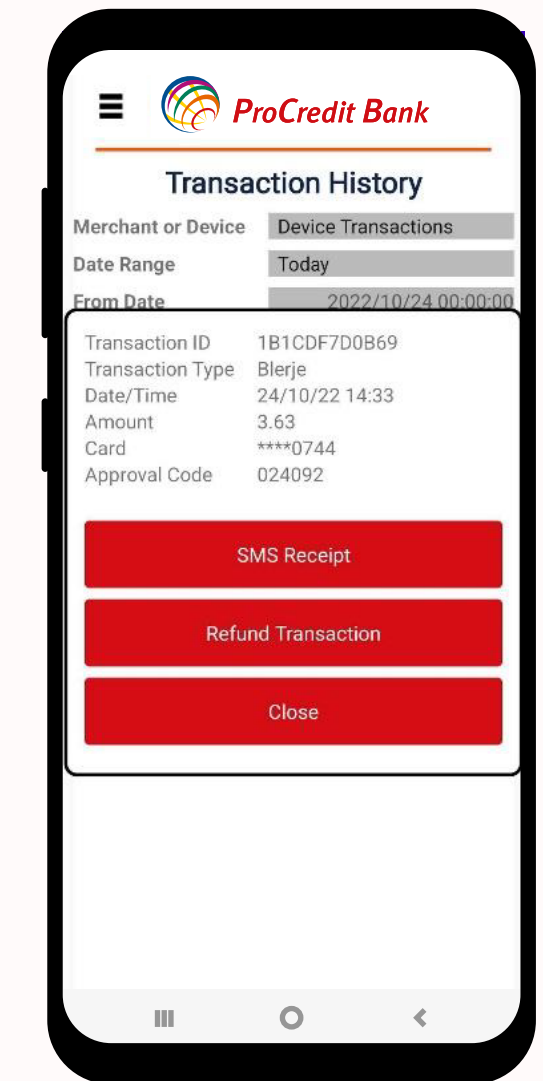 ProCredit Bank
Transaction History
Merchant or Device Device Transactions
Date Range Today
From Date 2022/10/24 00:00:00
Transaction ID 1B1CDF7D0B69
Transaction Type Blerje
Date/Time 24/10/22 14:33
Amount 3.63
Card ****0744
Approval Code 024092
SMS Receipt
Refund Transaction
Close